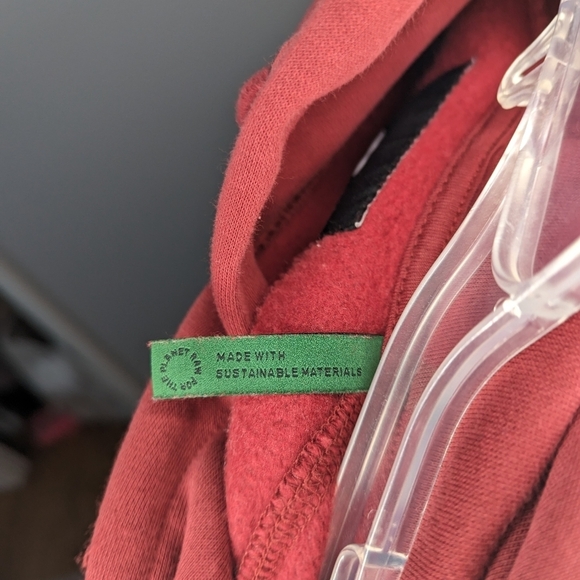 RAW FOR THE PLANET
MADE WITH
SUSTAINABLE MATERIALS